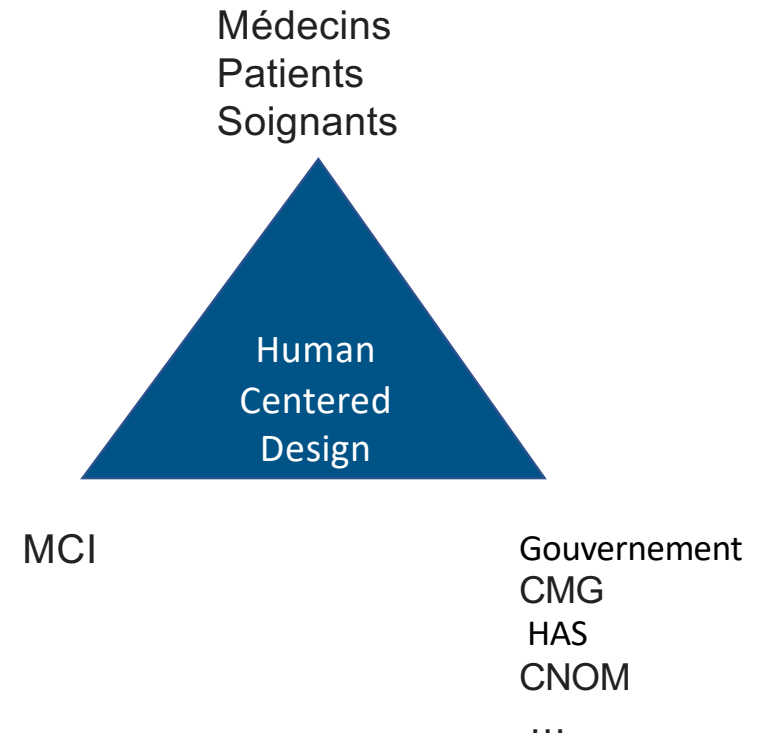 Médecins
Patients
Soignants
Human
Centered
Design
MCI
Gouvernement
CMG
HAS
CNOM
...